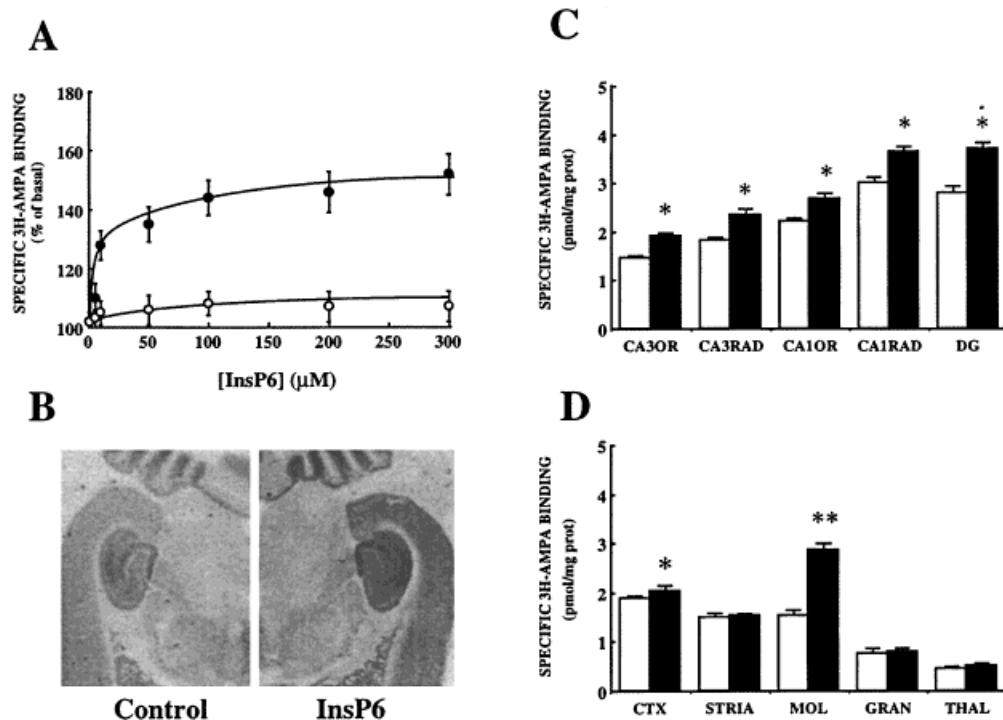 A
SPECIFIC 3H-AMPA BINDING
(% of basal)
180
160
140
120
100
0
50
100
150
200
250
300
[InsP6] (μM)
B
Control
InsP6
C
SPECIFIC 3H-AMPA BINDING
(pmol/mg prot)
5
4
3
2
1
0
*
*
*
*
*
CA3OR
CA3RAD
CA1OR
CA1RAD
DG
D
SPECIFIC 3H-AMPA BINDING
(pmol/mg prot)
5
4
3
2
1
0
*
**
CTX
STRIA
MOL
GRAN
THAL